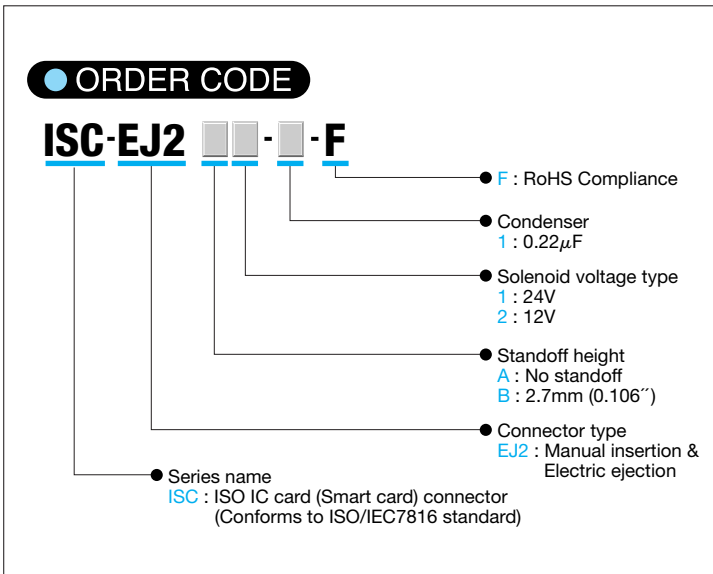 ORDER CODE
ISC-EJ2 - -F
F : RoHS Compliance
Condenser
1 : 0.22μF
Solenoid voltage type
1 : 24V
2 : 12V
Standoff height
A : No standoff
B : 2.7mm (0.106˝)
Connector type
EJ2 : Manual insertion &
Electric ejection
Series name
ISC : ISO IC card (Smart card) connector
(Conforms to ISO/IEC7816 standard)